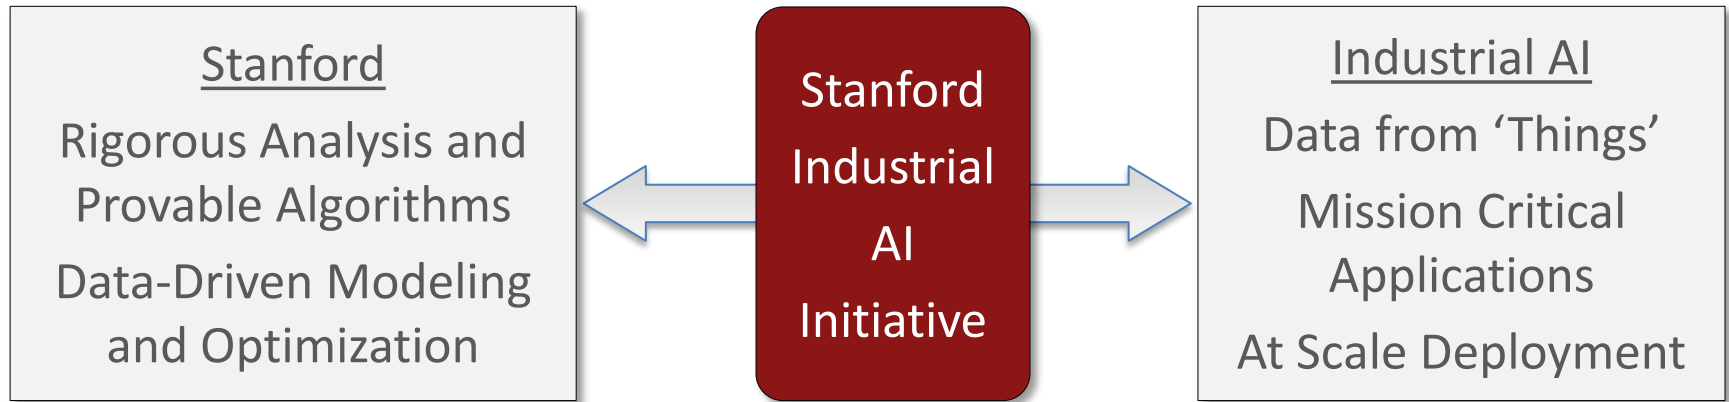 Stanford
Rigorous Analysis and
Provable Algorithms
Data-Driven Modeling
and Optimization
Stanford
Industrial
AI
Initiative
Industrial AI
Data from ‘Things’
Mission Critical
Applications
At Scale Deployment